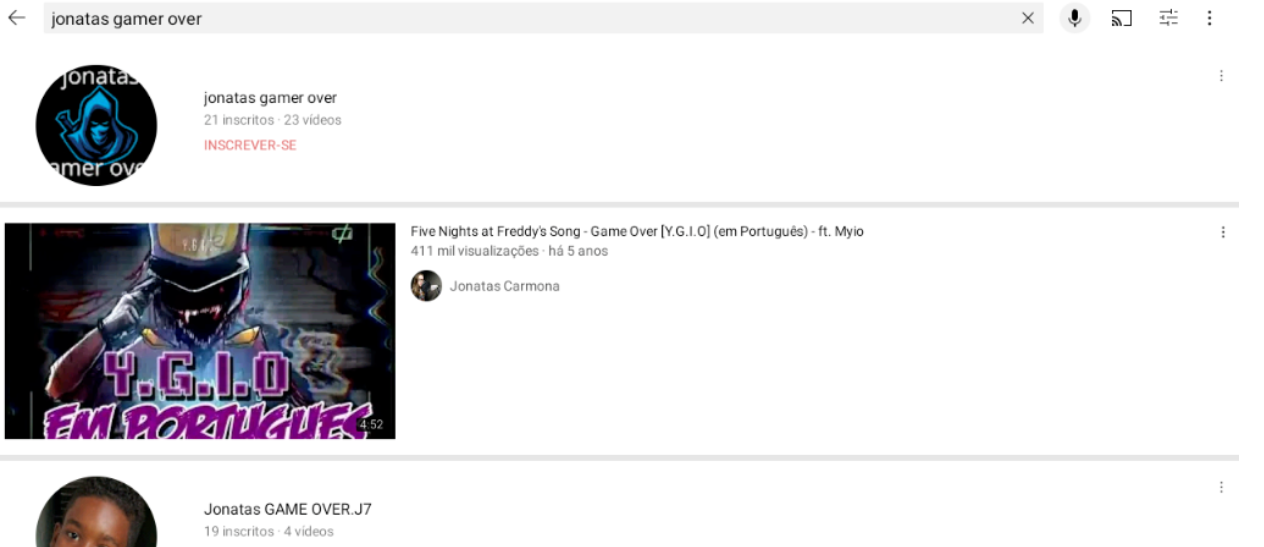 jonatas gamer over
jonatas
amer ove
jonatas gamer over
21 inscritos · 23 vídeos
INSCREVER-SE
Y.G.I.O
Y.G.I.O
EM PORTUGUÊS
4:52
Five Nights at Freddy's Song - Game Over [Y.G.I.O] (em Português) - ft. Myio
411 mil visualizações · há 5 anos
Jonatas Carmona
Jonatas GAME OVER.J7
19 inscritos · 4 vídeos